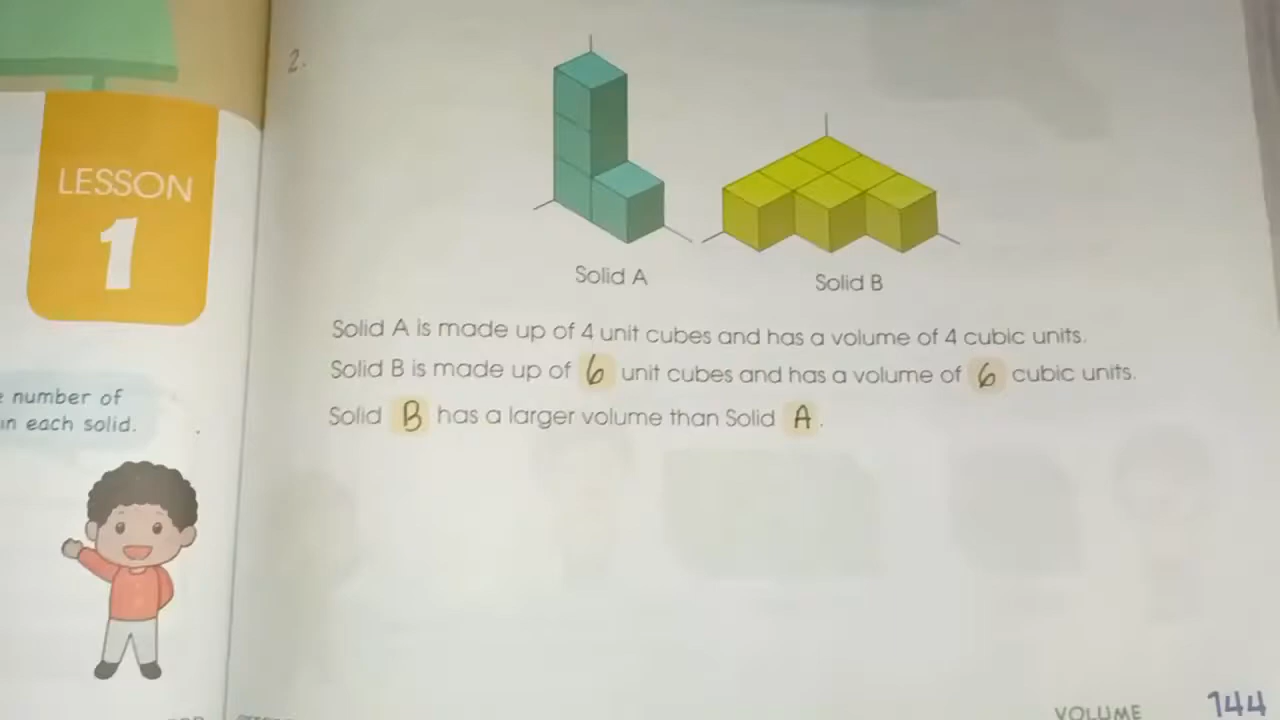 LESSON
1
number of
in each solid.
2.
Solid A
Solid B
Solid A is made up of 4 unit cubes and has a volume of 4 cubic units.
Solid B is made up of 6 unit cubes and has a volume of 6 cubic units.
Solid B has a larger volume than Solid A.
VOLUME 144